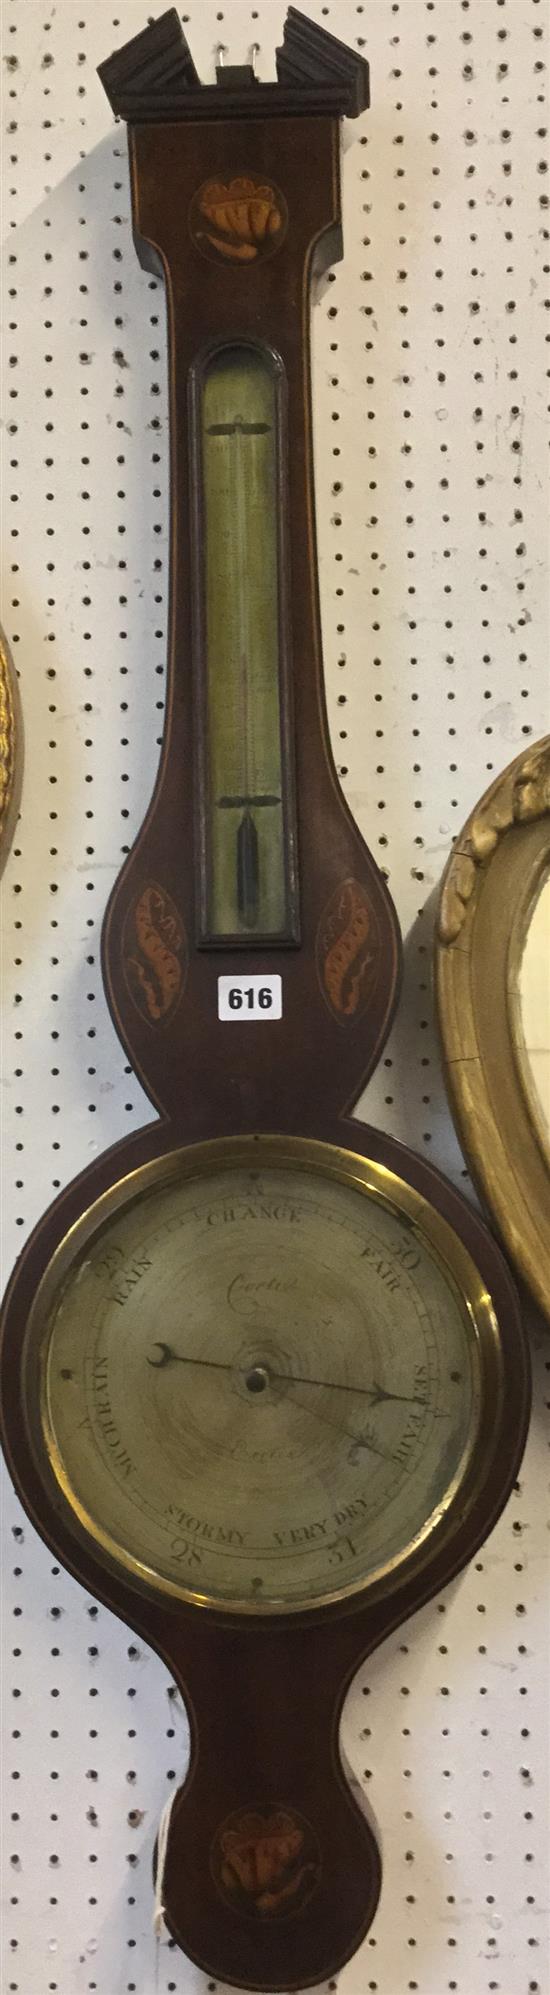 616
CHANGE
29
30
RAIN
FAIR
MUCH RAIN
SET FAIR
STORMY
VERY DRY
28
31